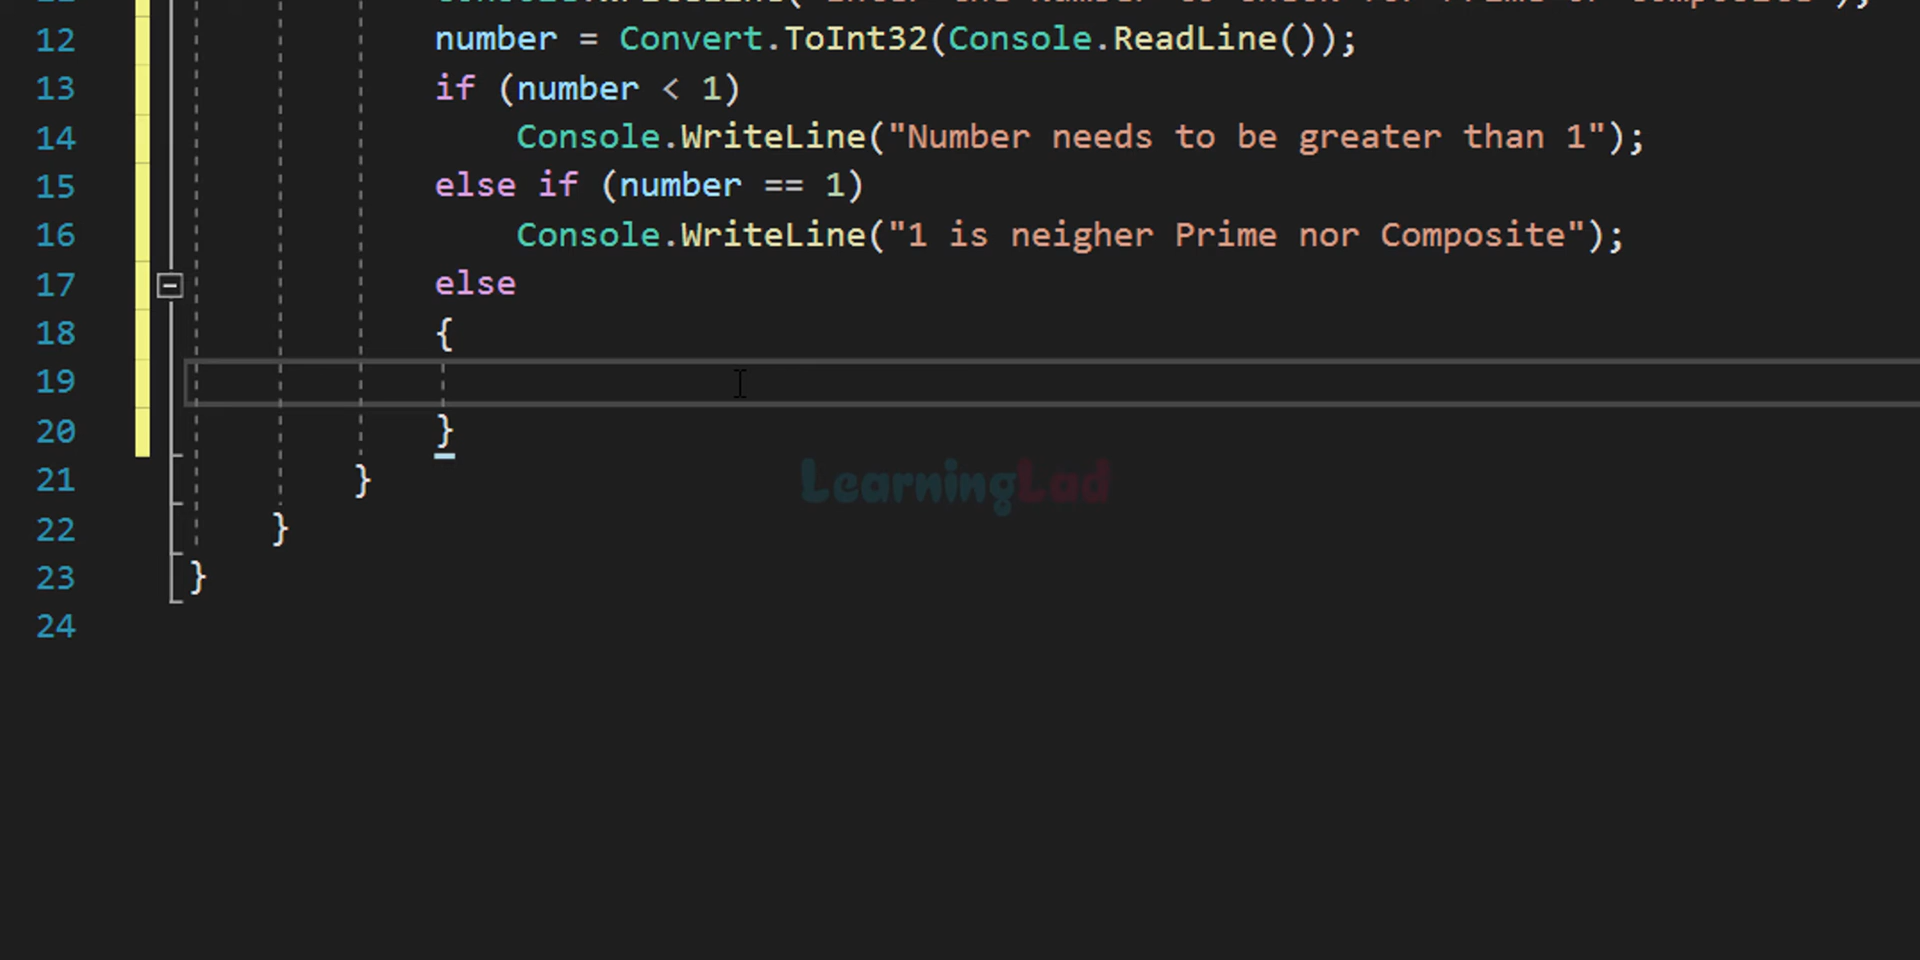 12 number = Convert.ToInt32(Console.ReadLine());
13 if (number < 1)
14 Console.WriteLine("Number needs to be greater than 1");
15 else if (number == 1)
16 Console.WriteLine("1 is neigher Prime nor Composite");
17 else
18 {
19
20 }
21 }
22 }
23 }
24
LearningLad